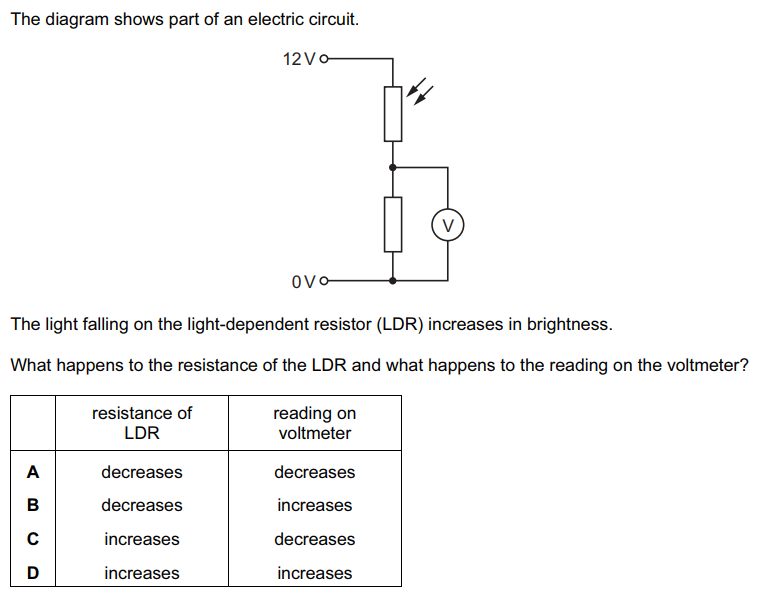 The diagram shows part of an electric circuit.
12 V
V
0 V
The light falling on the light-dependent resistor (LDR) increases in brightness.
What happens to the resistance of the LDR and what happens to the reading on the voltmeter?
resistance of LDR reading on voltmeter
A decreases decreases
B decreases increases
C increases decreases
D increases increases